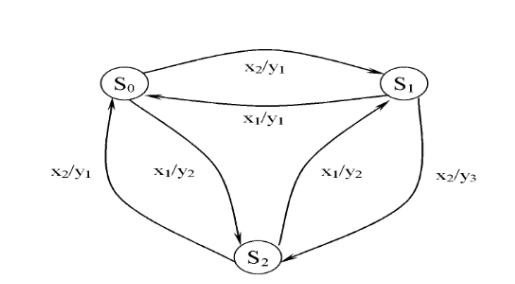 x₂/y₁
S₀
S₁
x₁/y₁
x₂/y₁
x₁/y₂
x₁/y₂
x₂/y₃
S₂